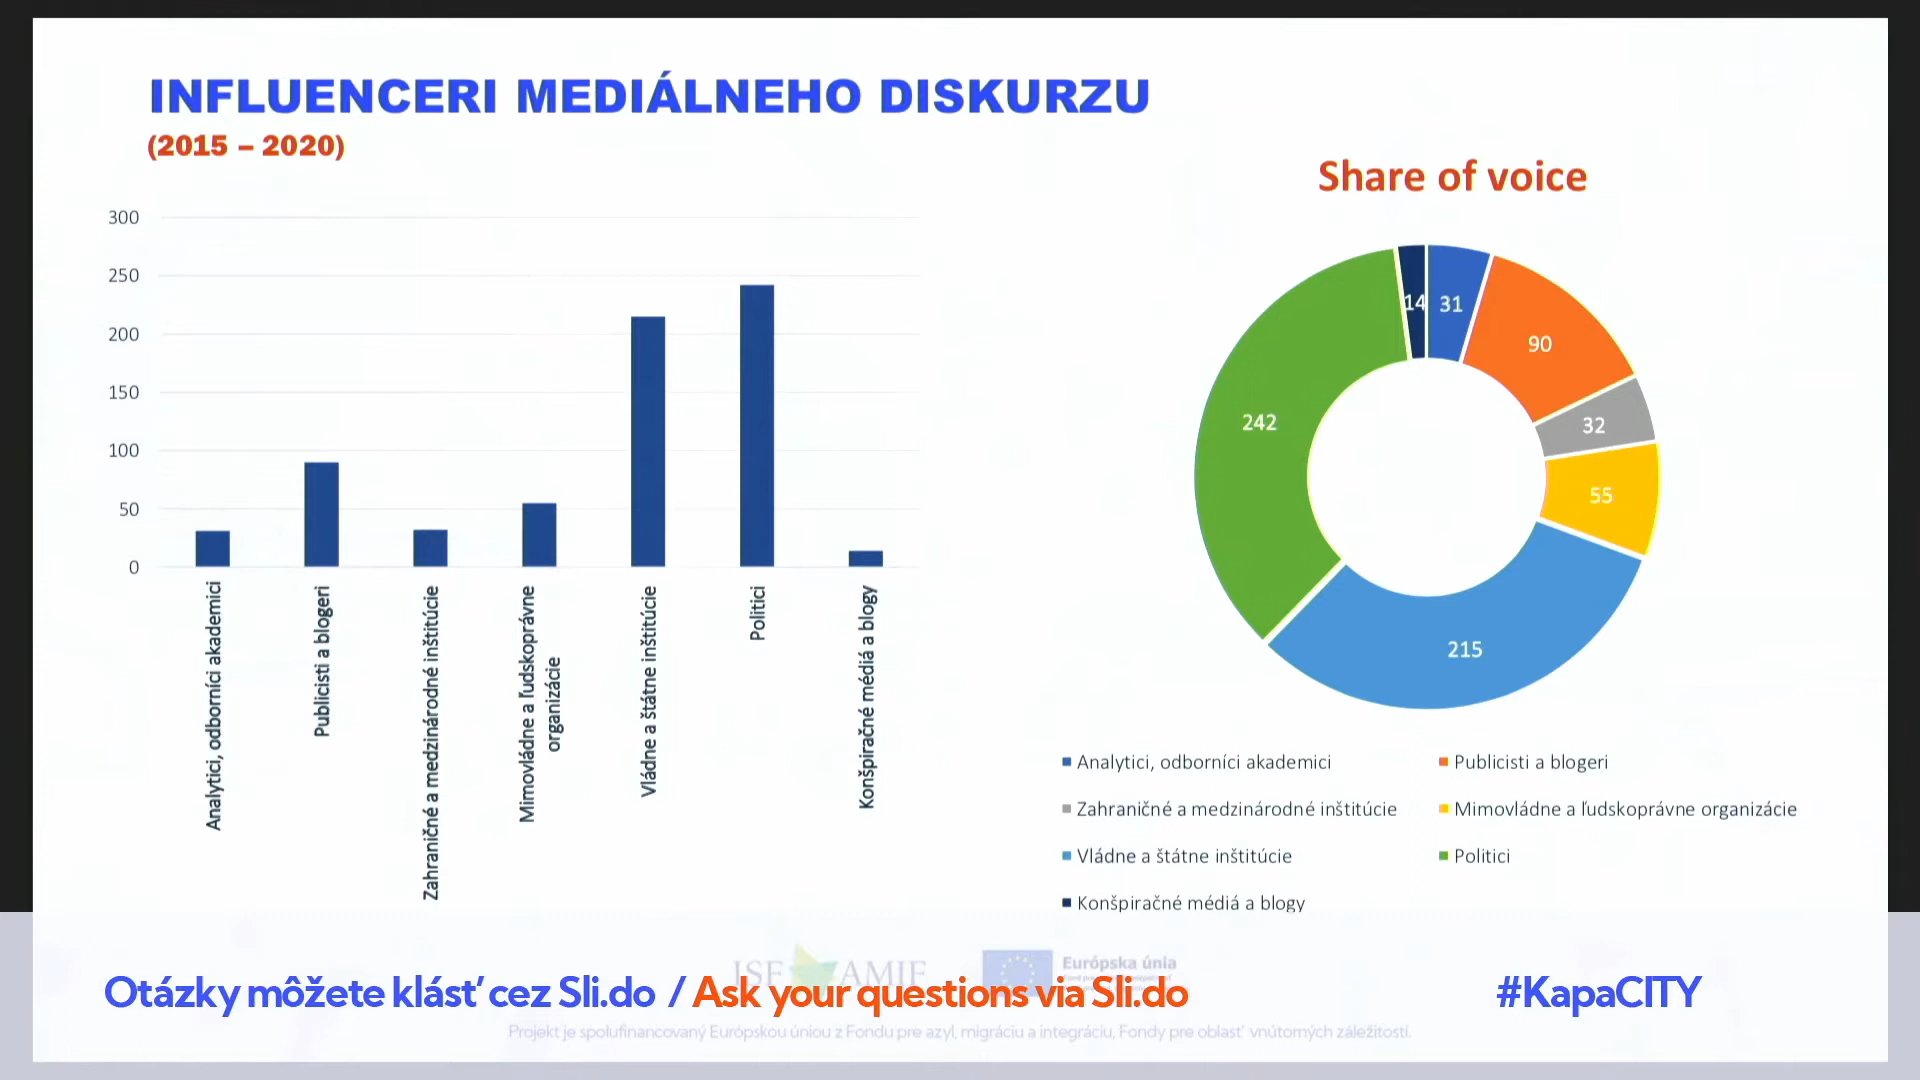 INFLUENCERI MEDIÁLNEHO DISKURZU
(2015 – 2020)
300
250
200
150
100
50
0
Analytici, odborníci akademici
Publicisti a blogeri
Zahraničné a medzinárodné inštitúcie
Mimovládne a ľudskoprávne
organizácie
Vládne a štátne inštitúcie
Politici
Konšpiračné médiá a blogy
Share of voice
14
31
90
242
32
55
215
Analytici, odborníci akademici
Publicisti a blogeri
Zahraničné a medzinárodné inštitúcie
Mimovládne a ľudskoprávne organizácie
Vládne a štátne inštitúcie
Politici
Konšpiračné médiá a blogy
ISF AMIF
Európska únia
Otázky môžete klásť cez Sli.do / Ask your questions via Sli.do
#KapaCITY
Projekt je spolufinancovaný Európskou úniou z Fondu pre azyl, migráciu a integráciu, Fondy pre oblasť vnútorných záležitostí.